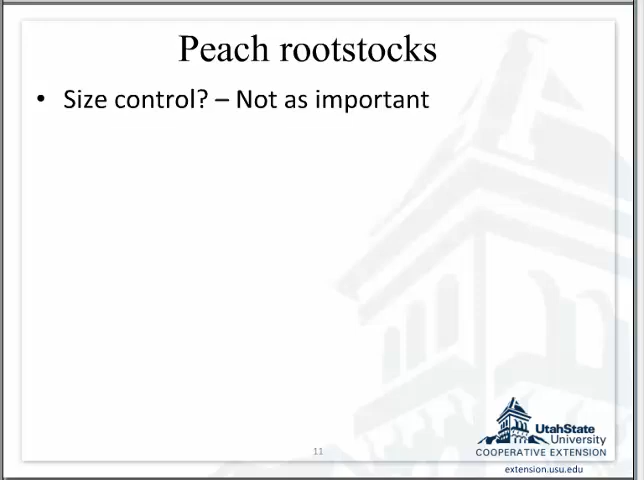 Peach rootstocks
• Size control? – Not as important
11
UtahState
University
COOPERATIVE EXTENSION
extension.usu.edu